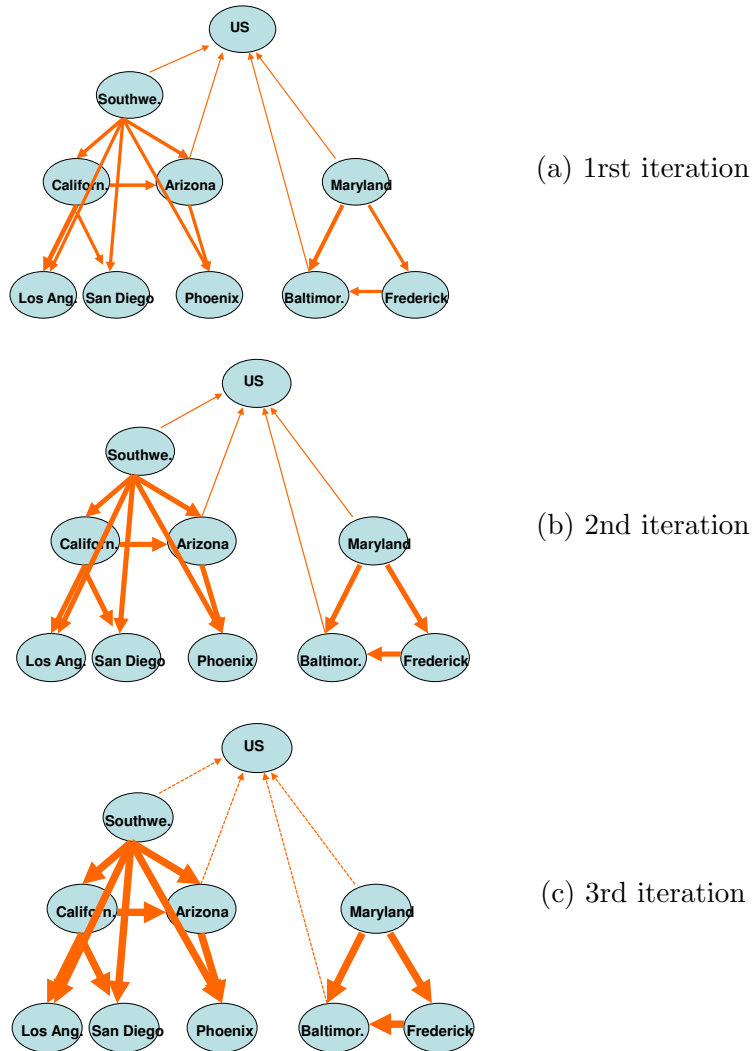 US
Southwe.
Californ.
Arizona
Maryland
(a) 1rst iteration
Los Ang.
San Diego
Phoenix
Baltimor.
Frederick
US
Southwe.
Californ.
Arizona
Maryland
(b) 2nd iteration
Los Ang.
San Diego
Phoenix
Baltimor.
Frederick
US
Southwe.
Californ.
Arizona
Maryland
(c) 3rd iteration
Los Ang.
San Diego
Phoenix
Baltimor.
Frederick